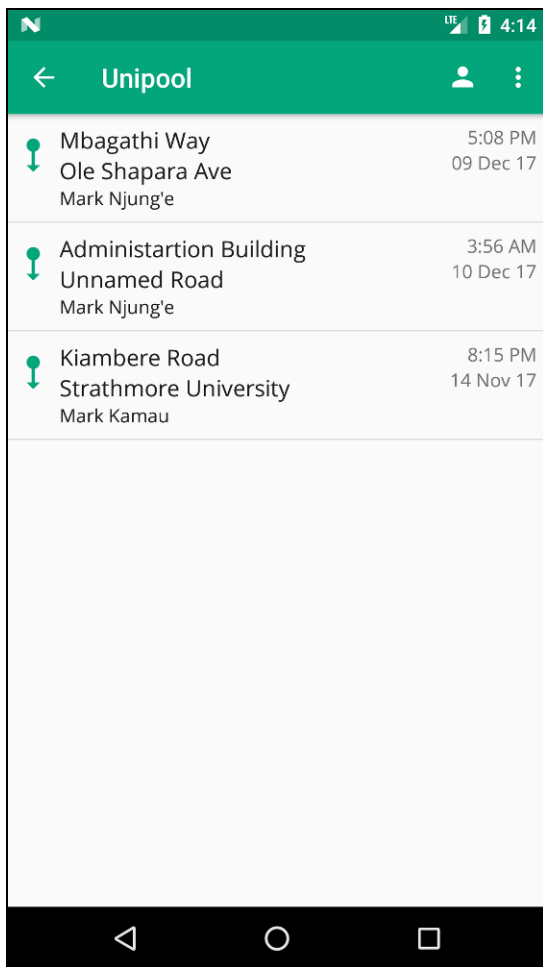 LTE 4:14
Unipool
Mbagathi Way 5:08 PM
Ole Shapara Ave 09 Dec 17
Mark Njung'e
Administartion Building 3:56 AM
Unnamed Road 10 Dec 17
Mark Njung'e
Kiambere Road 8:15 PM
Strathmore University 14 Nov 17
Mark Kamau